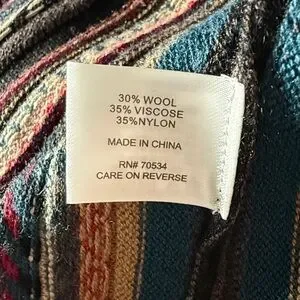 30% WOOL
35% VISCOSE
35%NYLON
MADE IN CHINA
RN# 70534
CARE ON REVERSE